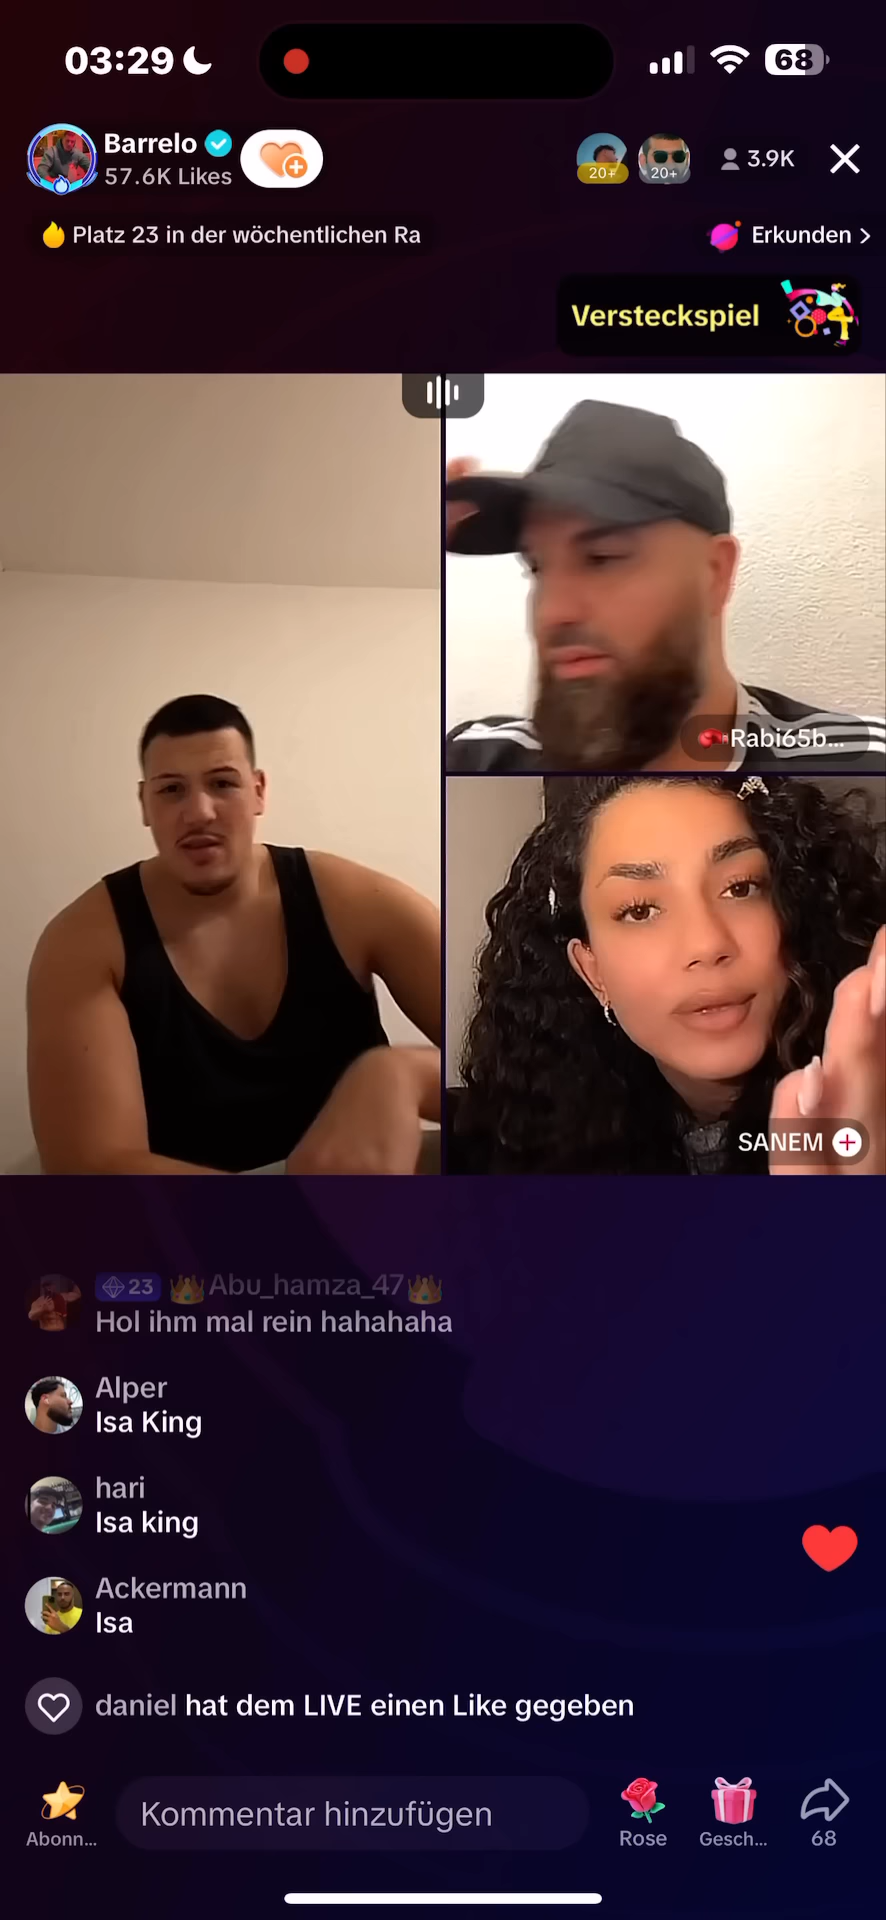 03:29
68
Barrelo
57.6K Likes
20+
20+
3.9K
Platz 23 in der wöchentlichen Ra
Erkunden
Versteckspiel
Rabi65b...
SANEM
23 Abu_hamza_47
Hol ihm mal rein hahahaha
Alper
Isa King
hari
Isa king
Ackermann
Isa
daniel hat dem LIVE einen Like gegeben
Kommentar hinzufügen
Abonn...
Rose
Gesch...
68